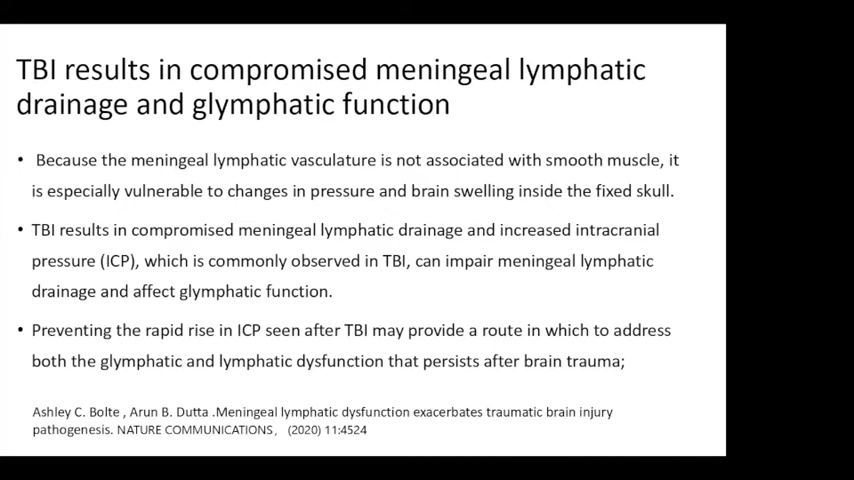 TBI results in compromised meningeal lymphatic
drainage and glymphatic function
• Because the meningeal lymphatic vasculature is not associated with smooth muscle, it
is especially vulnerable to changes in pressure and brain swelling inside the fixed skull.
• TBI results in compromised meningeal lymphatic drainage and increased intracranial
pressure (ICP), which is commonly observed in TBI, can impair meningeal lymphatic
drainage and affect glymphatic function.
• Preventing the rapid rise in ICP seen after TBI may provide a route in which to address
both the glymphatic and lymphatic dysfunction that persists after brain trauma;
Ashley C. Bolte , Arun B. Dutta .Meningeal lymphatic dysfunction exacerbates traumatic brain injury
pathogenesis. NATURE COMMUNICATIONS， (2020) 11:4524